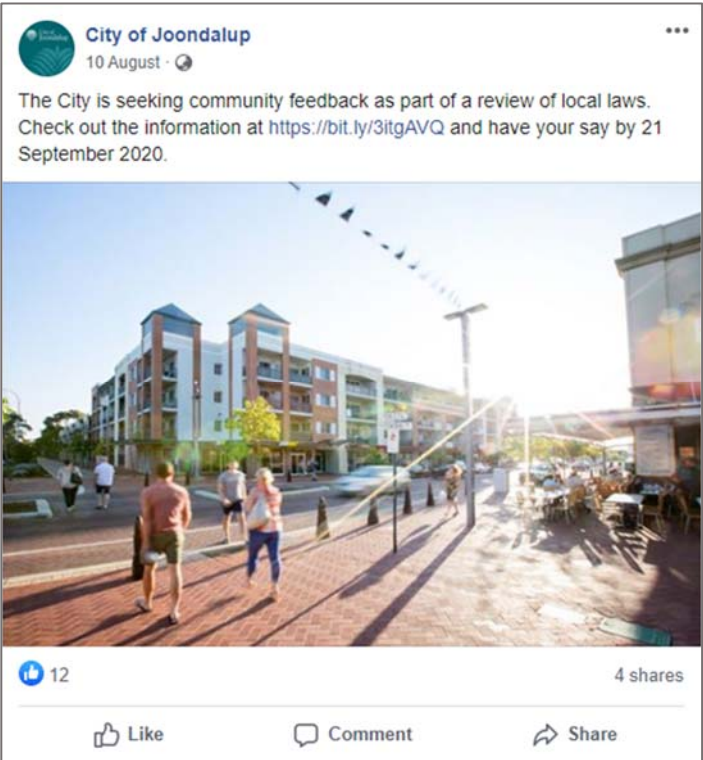 City of Joondalup
10 August ·
The City is seeking community feedback as part of a review of local laws.
Check out the information at https://bit.ly/3itgAVQ and have your say by 21
September 2020.
12
4 shares
Like
Comment
Share